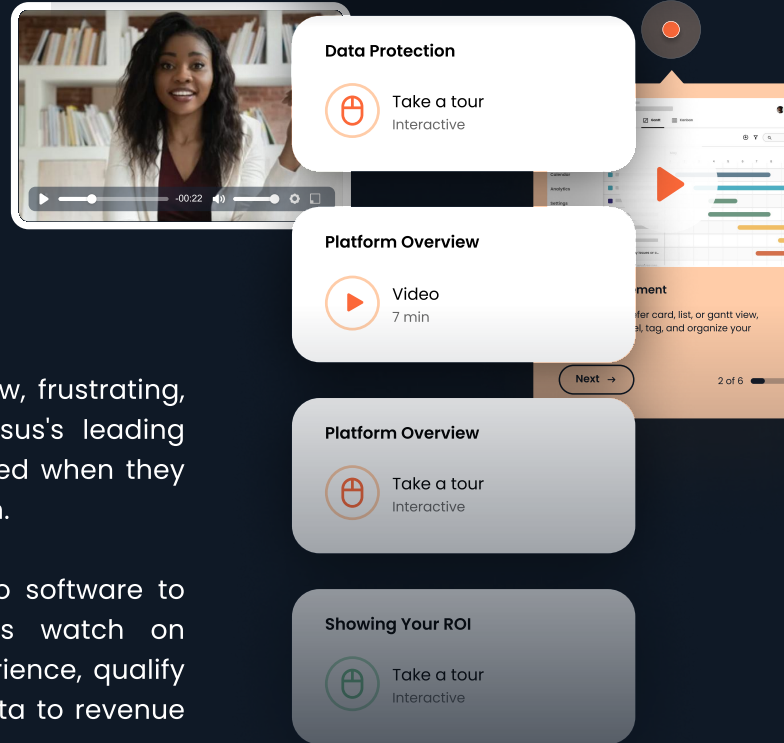 Data Protection
Take a tour
Interactive
-00:22
Calendar
Analytics
Settings
Platform Overview
Video
7 min
ment
efer card, list, or gantt view,
el, tag, and organize your
Next →
2 of 6
w, frustrating,
sus's leading
ed when they
n.
Platform Overview
Take a tour
Interactive
o software to
s watch on
rience, qualify
ta to revenue
Showing Your ROI
Take a tour
Interactive